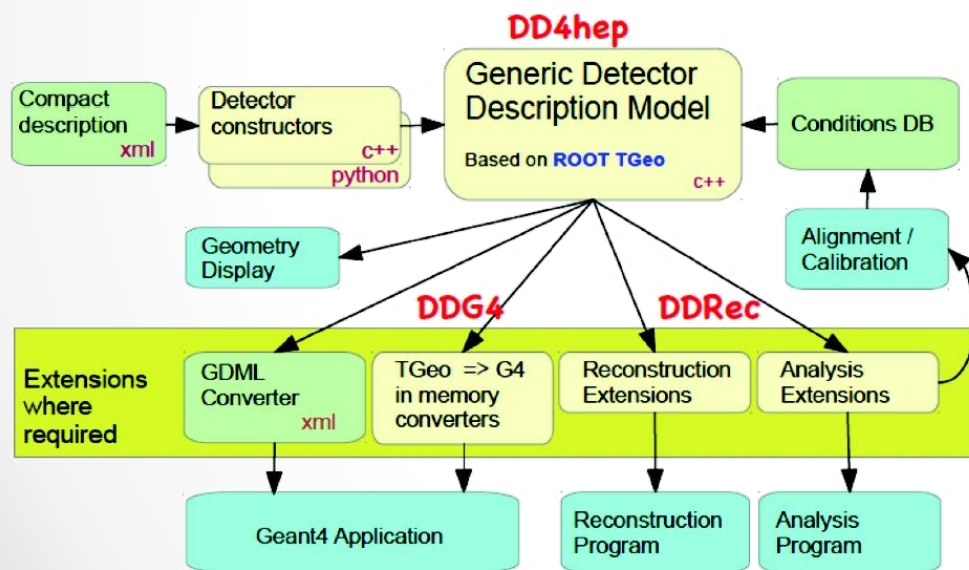 DD4hep
Compact
description
xml
Detector
constructors
c++
python
Generic Detector
Description Model
Based on ROOT TGeo
c++
Conditions DB
Geometry
Display
Alignment /
Calibration
DDG4
DDRec
Extensions
where
required
GDML
Converter
xml
TGeo => G4
in memory
converters
Reconstruction
Extensions
Analysis
Extensions
Geant4 Application
Reconstruction
Program
Analysis
Program